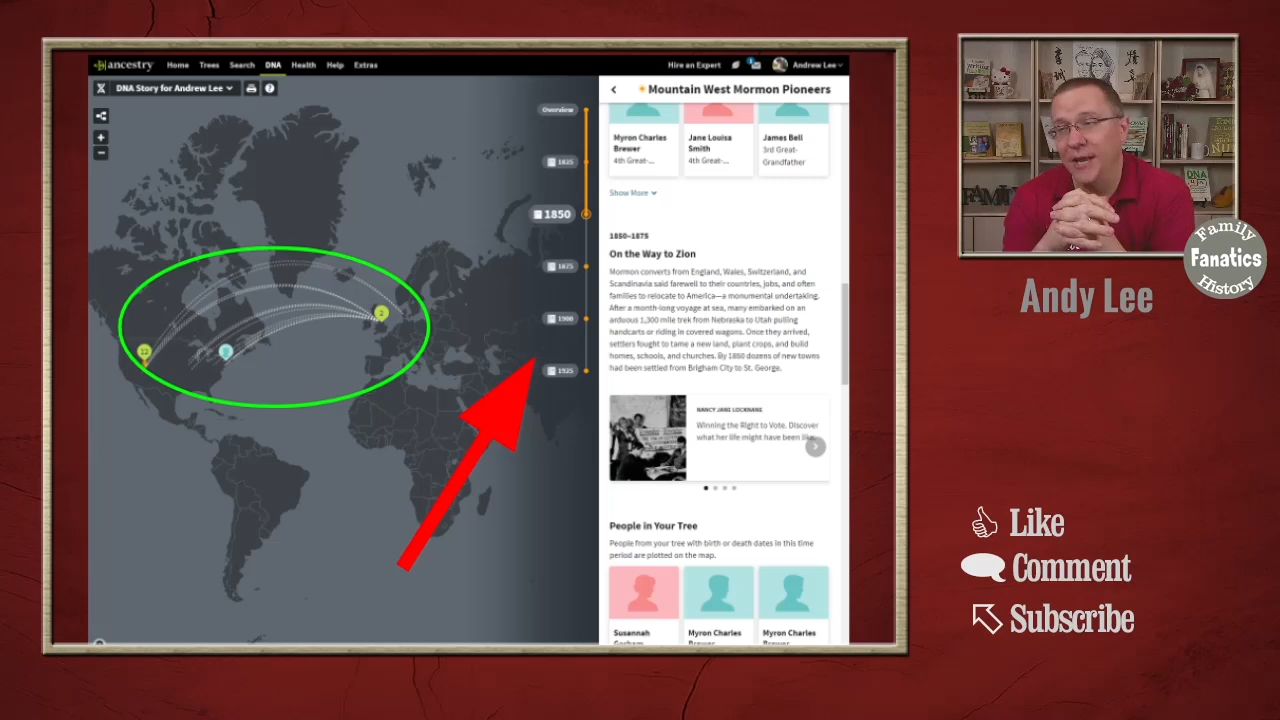 ancestry Home Trees Search DNA Health Help Extras Hire an Expert Andrew Lee
DNA Story for Andrew Lee
Overview
1825
1850
1875
1900
1925
12
2
Mountain West Mormon Pioneers
Myron Charles
Brewer
4th Great-...
Jane Louisa
Smith
4th Great-...
James Bell
3rd Great-
Grandfather
Show More
1850–1875
On the Way to Zion
Mormon converts from England, Wales, Switzerland, and
Scandinavia said farewell to their countries, jobs, and often
families to relocate to America—a monumental undertaking.
After a month-long voyage at sea, many embarked on an
arduous 1,300 mile trek from Nebraska to Utah pulling
handcarts or riding in covered wagons. Once they arrived,
settlers fought to tame a new land, plant crops, and build
homes, schools, and churches. By 1850 dozens of new towns
had been settled from Brigham City to St. George.
NANCY JANE LOCKNANE
Winning the Right to Vote. Discover
what her life might have been like.
People in Your Tree
People from your tree with birth or death dates in this time
period are plotted on the map.
Susannah
Myron Charles
Brewer
Myron Charles
Brewer
Family
Fanatics
History
Andy Lee
Like
Comment
Subscribe